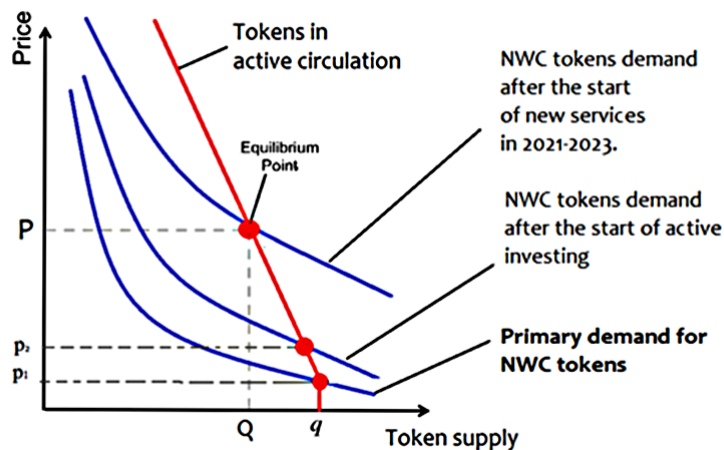 Price
Tokens in
active circulation
NWC tokens demand
after the start
of new services
in 2021-2023.
Equilibrium
Point
NWC tokens demand
after the start of active
investing
P
Primary demand for
NWC tokens
p₂
p₁
Q
q
Token supply